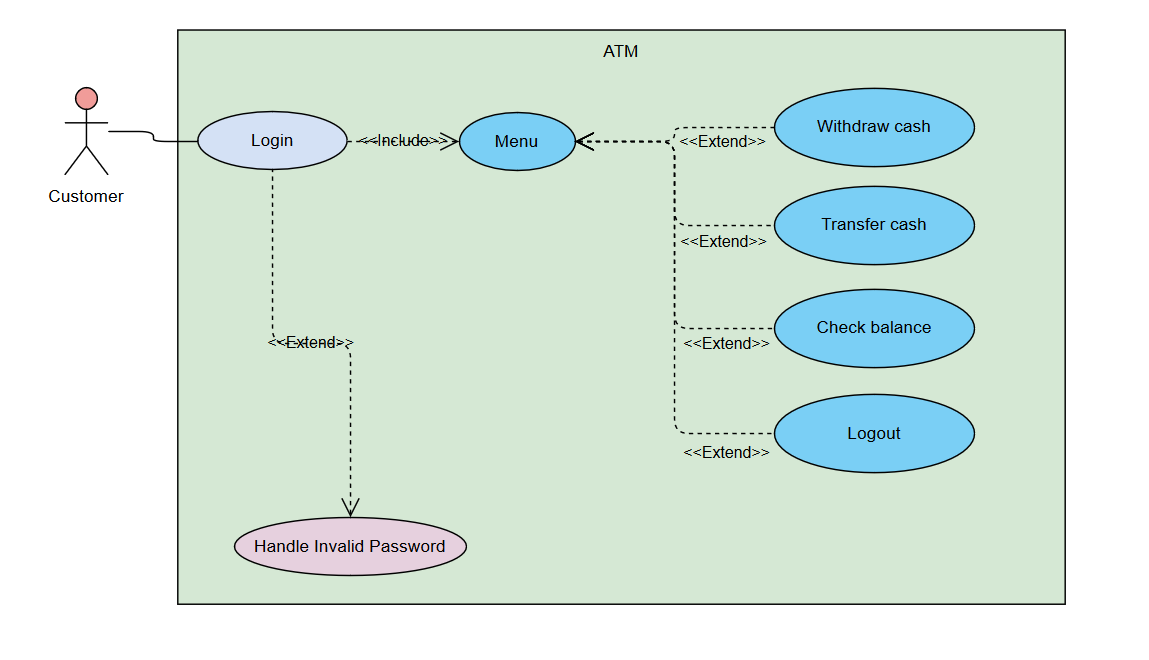 ATM
Customer
Login
<<Include>>
Menu
<<Extend>>
Withdraw cash
<<Extend>>
Transfer cash
<<Extend>>
Check balance
<<Extend>>
Logout
<<Extend>>
Handle Invalid Password